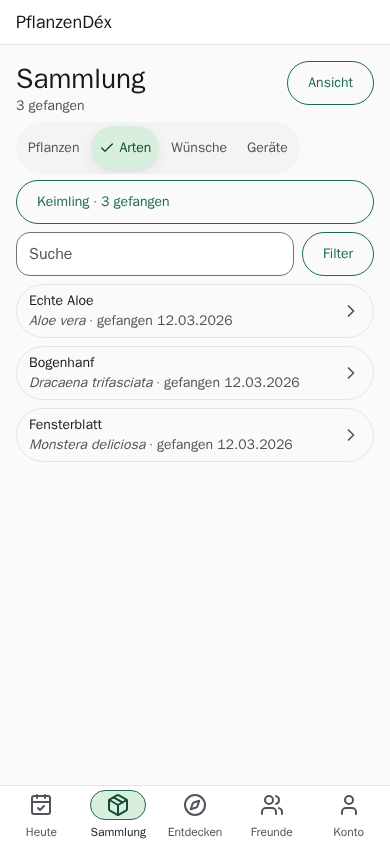 PflanzenDéx
Sammlung
3 gefangen
Ansicht
Pflanzen
Arten
Wünsche
Geräte
Keimling · 3 gefangen
Suche
Filter
Echte Aloe
Aloe vera · gefangen 12.03.2026
Bogenhanf
Dracaena trifasciata · gefangen 12.03.2026
Fensterblatt
Monstera deliciosa · gefangen 12.03.2026
Heute
Sammlung
Entdecken
Freunde
Konto